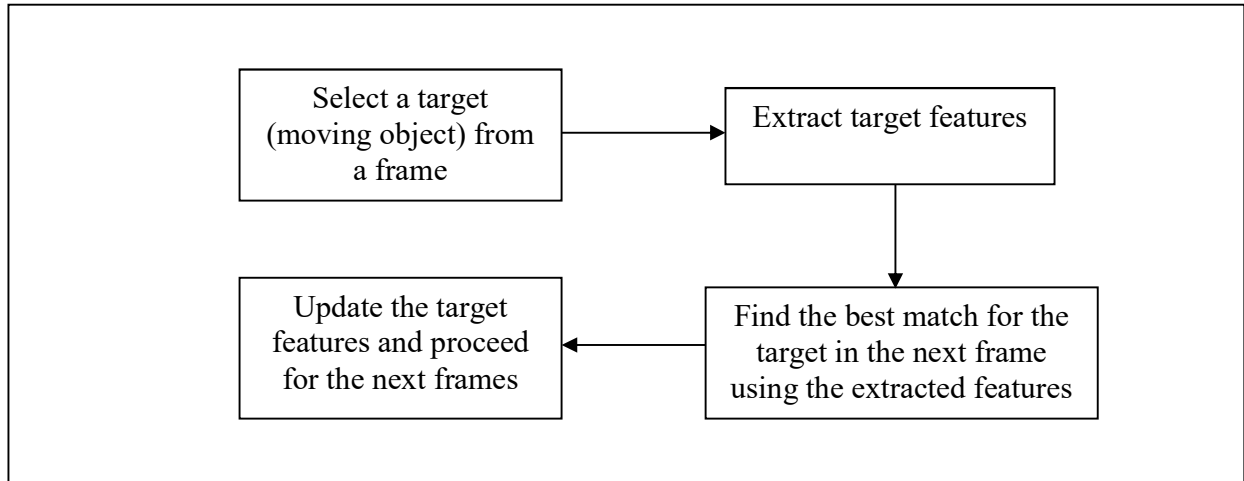 Select a target
(moving object) from
a frame
Extract target features
Find the best match for the
target in the next frame
using the extracted features
Update the target
features and proceed
for the next frames